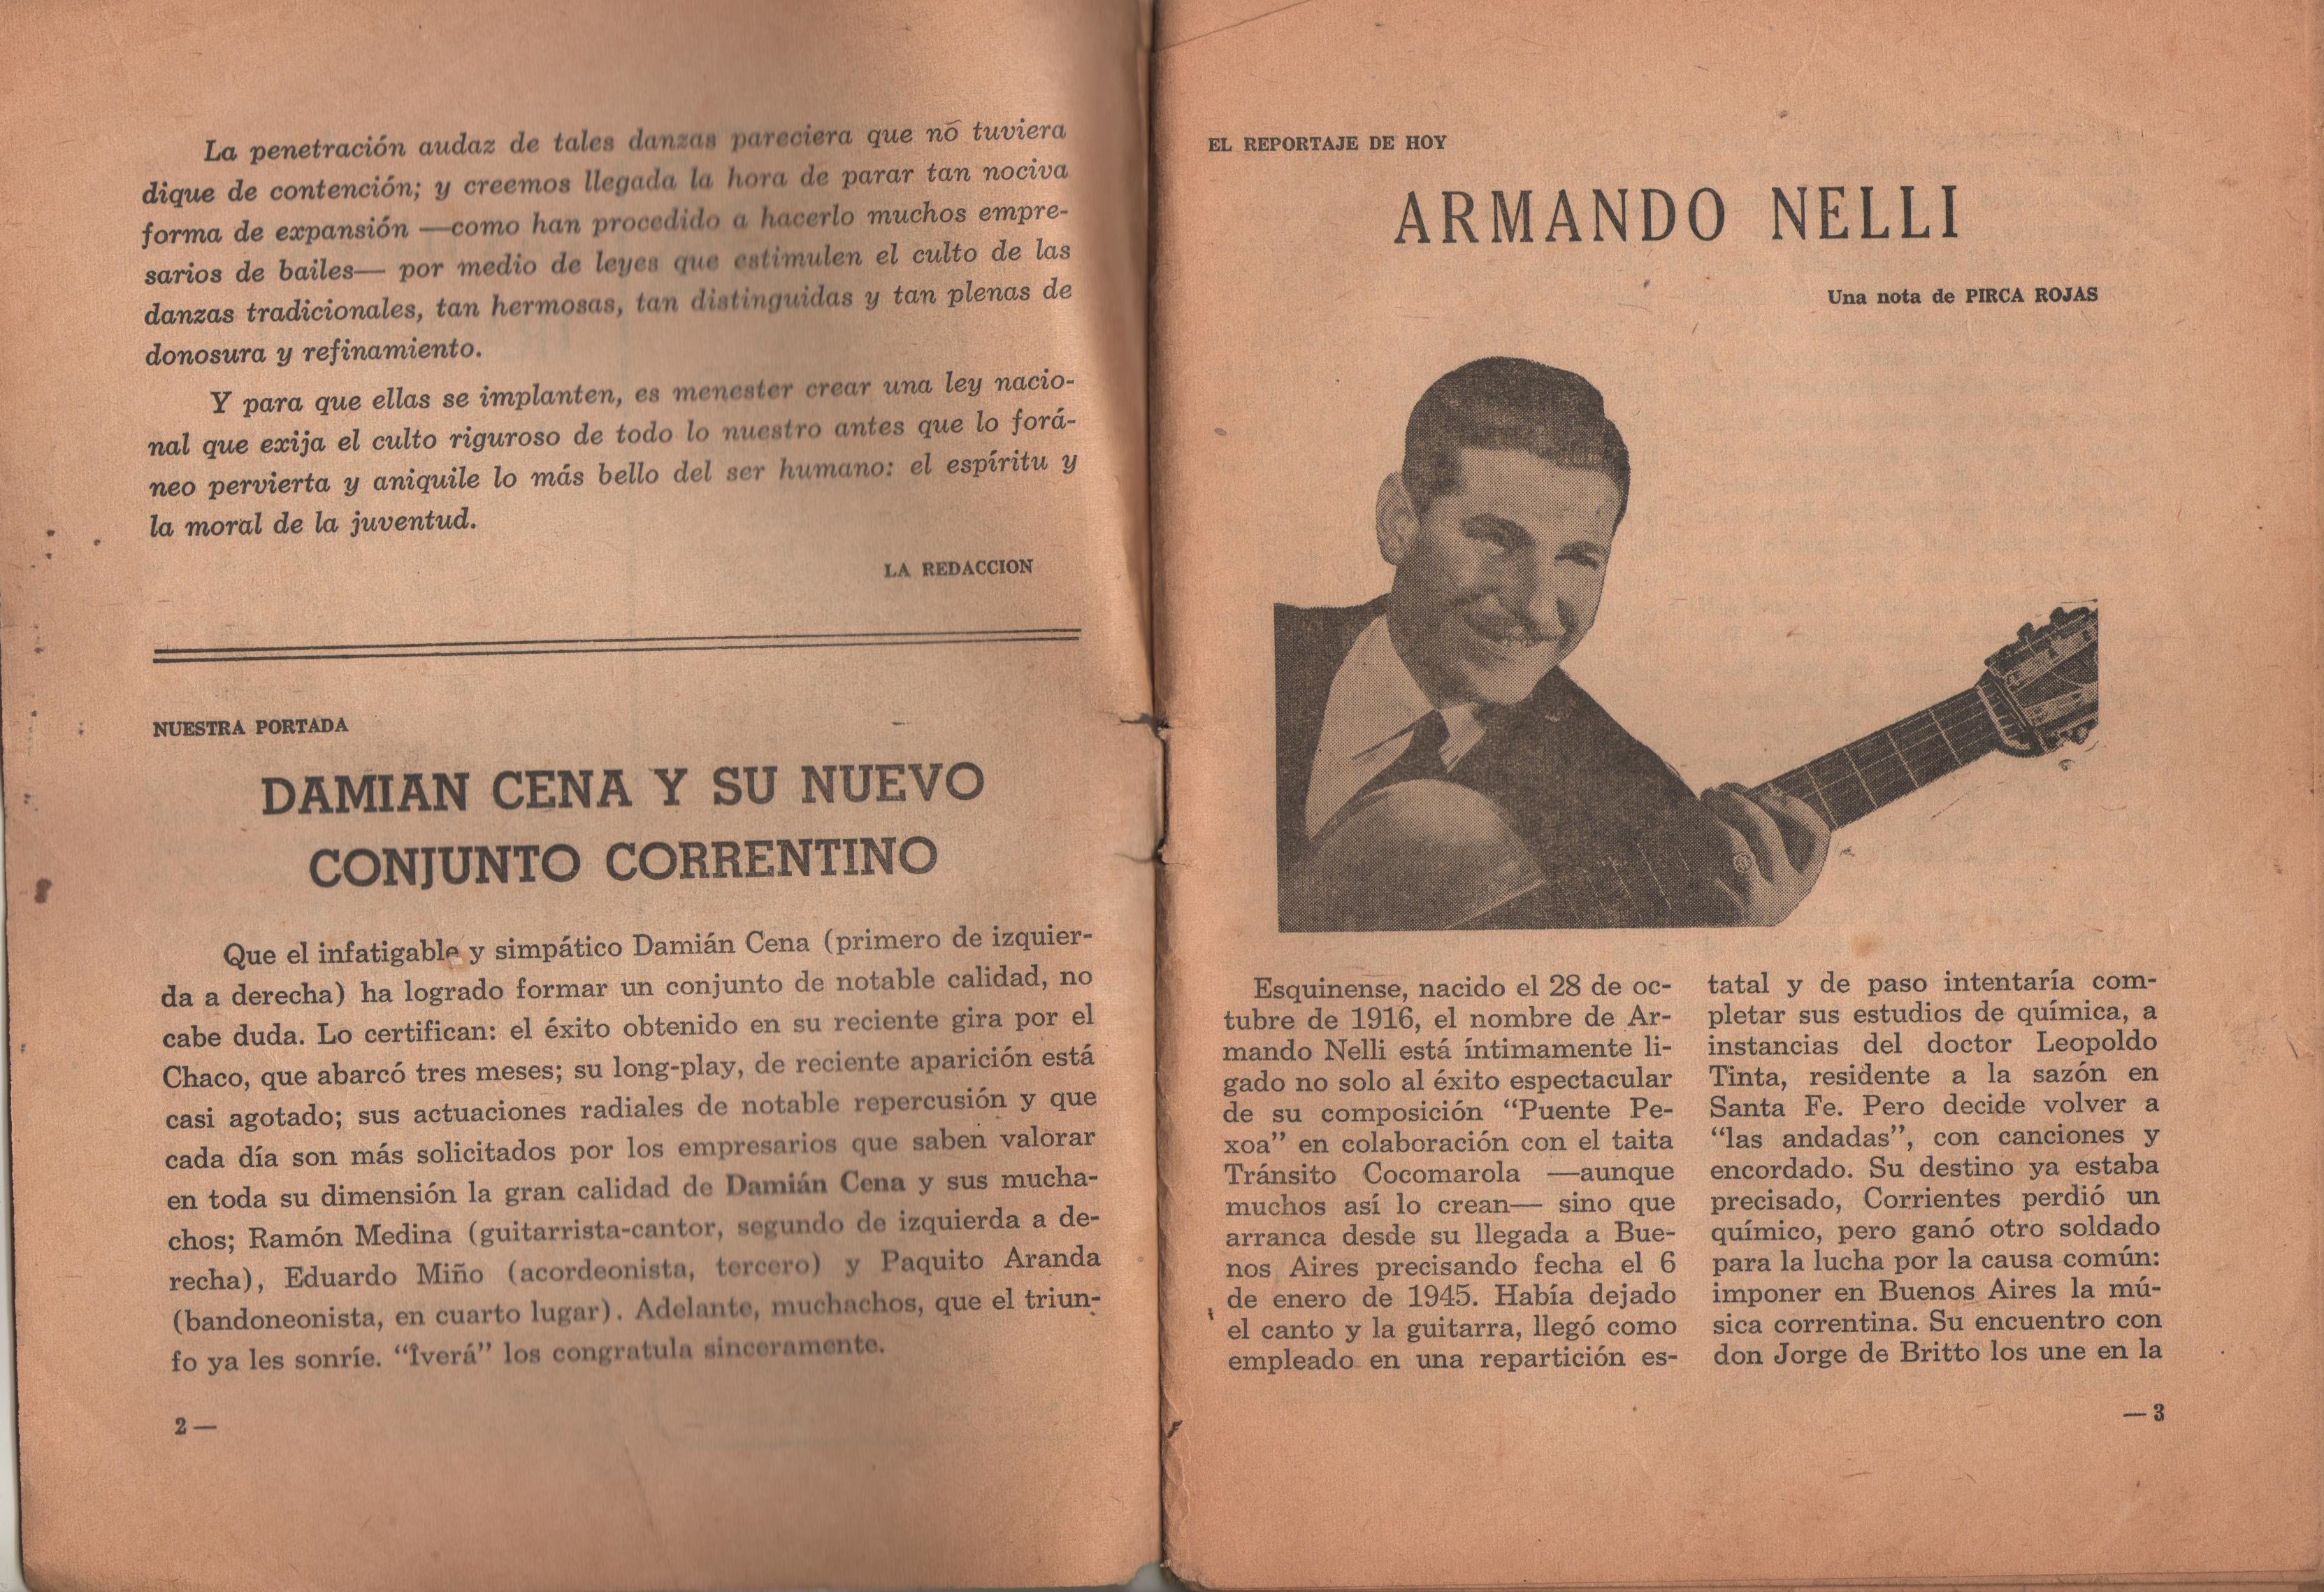 La penetración audaz de tales danzas pareciera que no tuviera
dique de contención; y creemos llegada la hora de parar tan nociva
forma de expansión —como han procedido a hacerlo muchos empre-
sarios de bailes— por medio de leyes que estimulen el culto de las
danzas tradicionales, tan hermosas, tan distinguidas y tan plenas de
donosura y refinamiento.
Y para que ellas se implanten, es menester crear una ley nacio-
nal que exija el culto riguroso de todo lo nuestro antes que lo forá-
neo pervierta y aniquile lo más bello del ser humano: el espíritu y
la moral de la juventud.
LA REDACCION
NUESTRA PORTADA
DAMIAN CENA Y SU NUEVO
CONJUNTO CORRENTINO
Que el infatigable y simpático Damián Cena (primero de izquier-
da a derecha) ha logrado formar un conjunto de notable calidad, no
cabe duda. Lo certifican: el éxito obtenido en su reciente gira por el
Chaco, que abarcó tres meses; su long-play, de reciente aparición está
casi agotado; sus actuaciones radiales de notable repercusión y que
cada día son más solicitados por los empresarios que saben valorar
en toda su dimensión la gran calidad de Damián Cena y sus mucha-
chos; Ramón Medina (guitarrista-cantor, segundo de izquierda a de-
recha), Eduardo Miño (acordeonista, tercero) y Paquito Aranda
(bandoneonista, en cuarto lugar). Adelante, muchachos, que el triun-
fo ya les sonríe. “Iverá” los congratula sinceramente.
2 —
EL REPORTAJE DE HOY
ARMANDO NELLI
Una nota de PIRCA ROJAS
Esquinense, nacido el 28 de oc-
tubre de 1916, el nombre de Ar-
mando Nelli está íntimamente li-
gado no solo al éxito espectacular
de su composición “Puente Pe-
xoa” en colaboración con el taita
Tránsito Cocomarola —aunque
muchos así lo crean— sino que
arranca desde su llegada a Bue-
nos Aires precisando fecha el 6
de enero de 1945. Había dejado
el canto y la guitarra, llegó como
empleado en una repartición es-
tatal y de paso intentaría com-
pletar sus estudios de química, a
instancias del doctor Leopoldo
Tinta, residente a la sazón en
Santa Fe. Pero decide volver a
“las andadas”, con canciones y
encordado. Su destino ya estaba
precisado, Corrientes perdió un
químico, pero ganó otro soldado
para la lucha por la causa común:
imponer en Buenos Aires la mú-
sica correntina. Su encuentro con
don Jorge de Britto los une en la
— 3